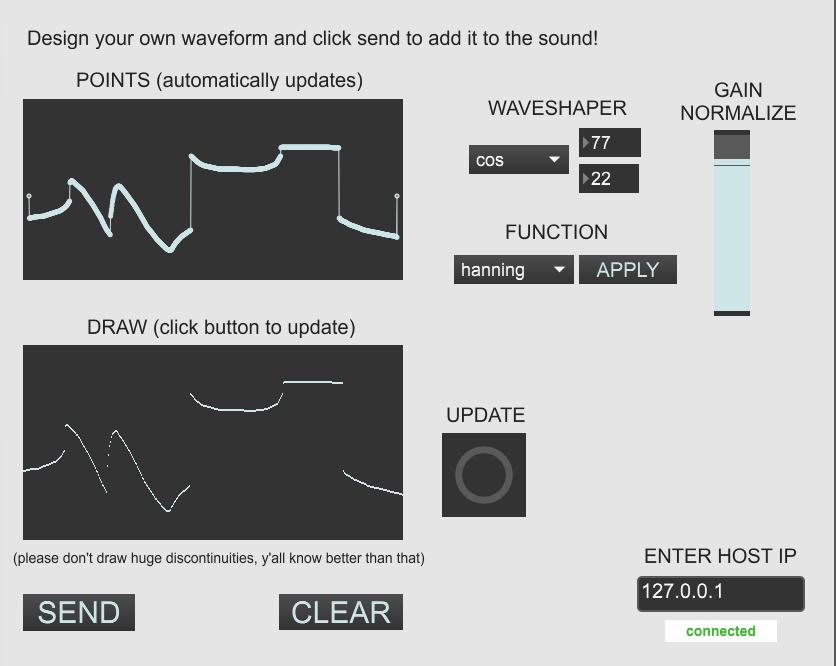 Design your own waveform and click send to add it to the sound!
POINTS (automatically updates)
WAVESHAPER
GAIN
NORMALIZE
cos
77
22
FUNCTION
hanning
APPLY
DRAW (click button to update)
UPDATE
(please don't draw huge discontinuities, y'all know better than that)
SEND
CLEAR
ENTER HOST IP
127.0.0.1
connected